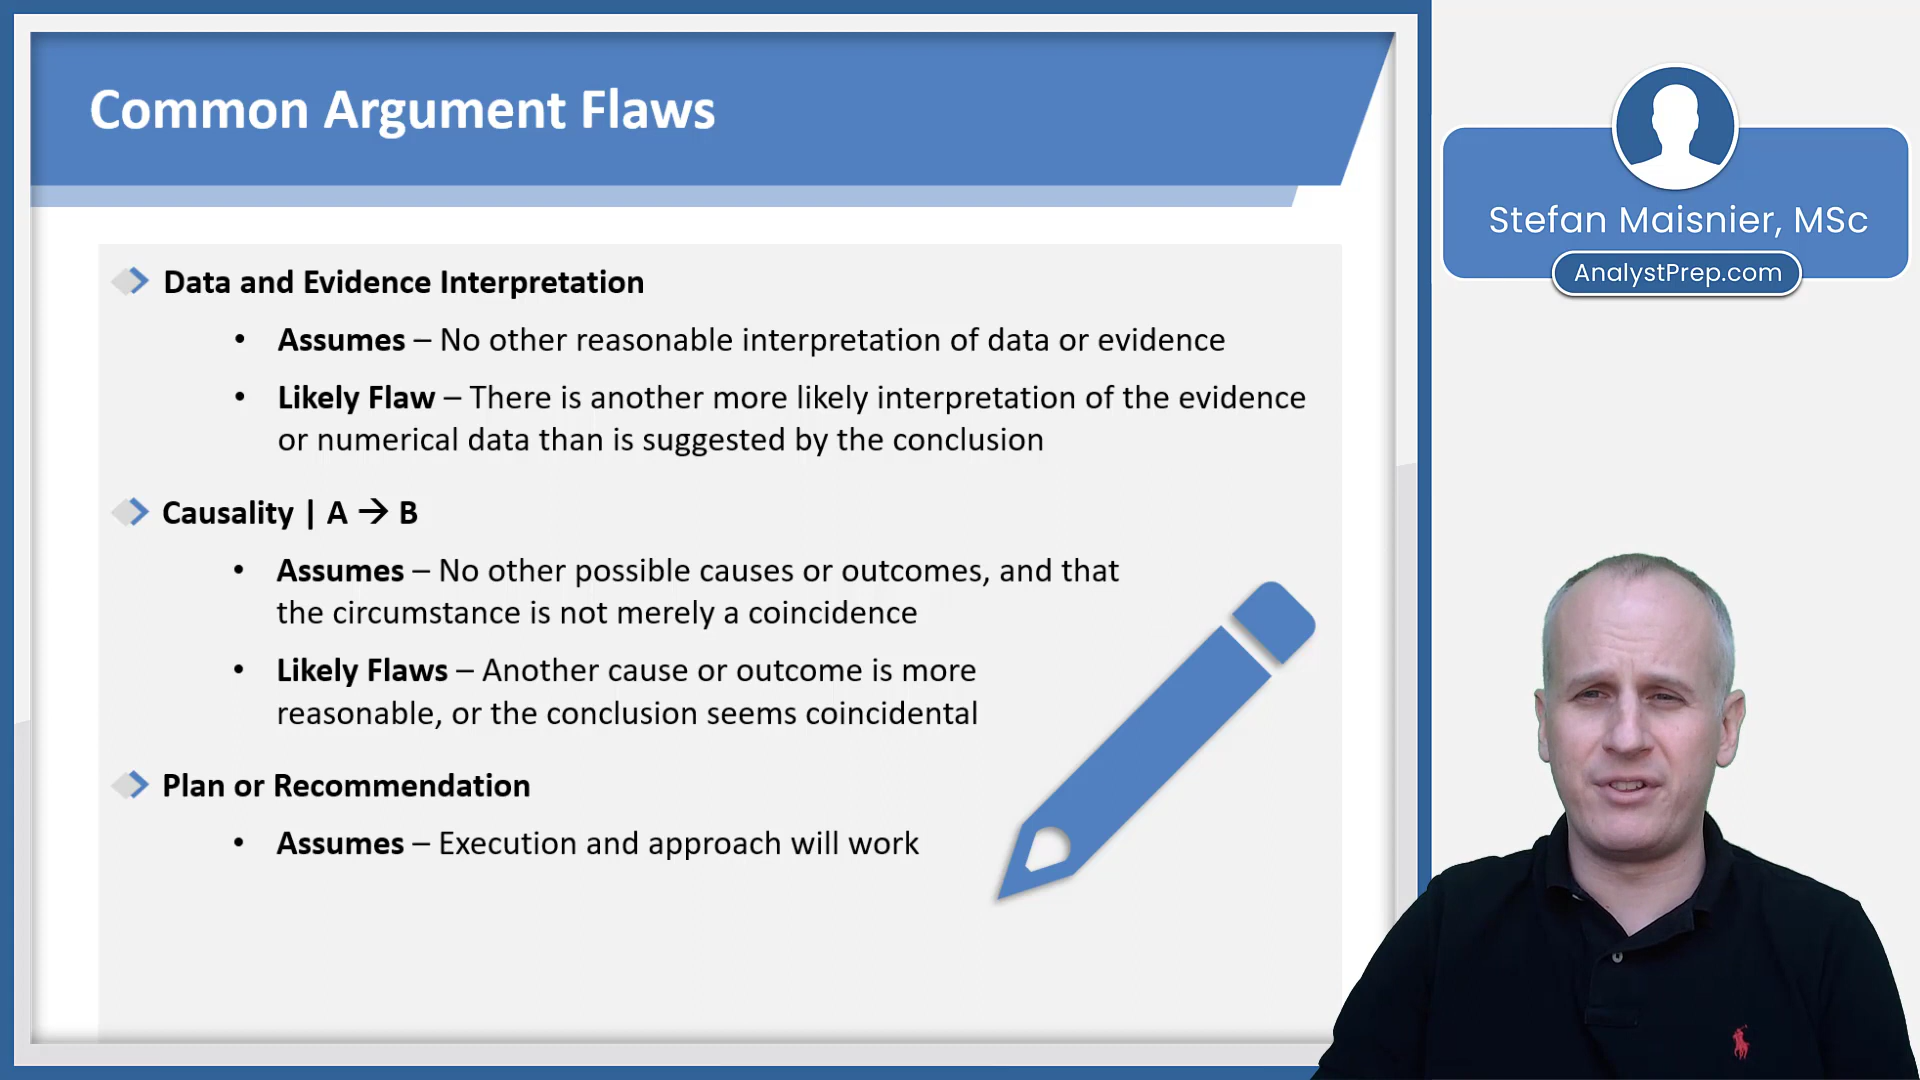 Common Argument Flaws
Data and Evidence Interpretation
• Assumes – No other reasonable interpretation of data or evidence
• Likely Flaw – There is another more likely interpretation of the evidence
or numerical data than is suggested by the conclusion
Causality | A → B
• Assumes – No other possible causes or outcomes, and that
the circumstance is not merely a coincidence
• Likely Flaws – Another cause or outcome is more
reasonable, or the conclusion seems coincidental
Plan or Recommendation
• Assumes – Execution and approach will work
Stefan Maisnier, MSc
AnalystPrep.com